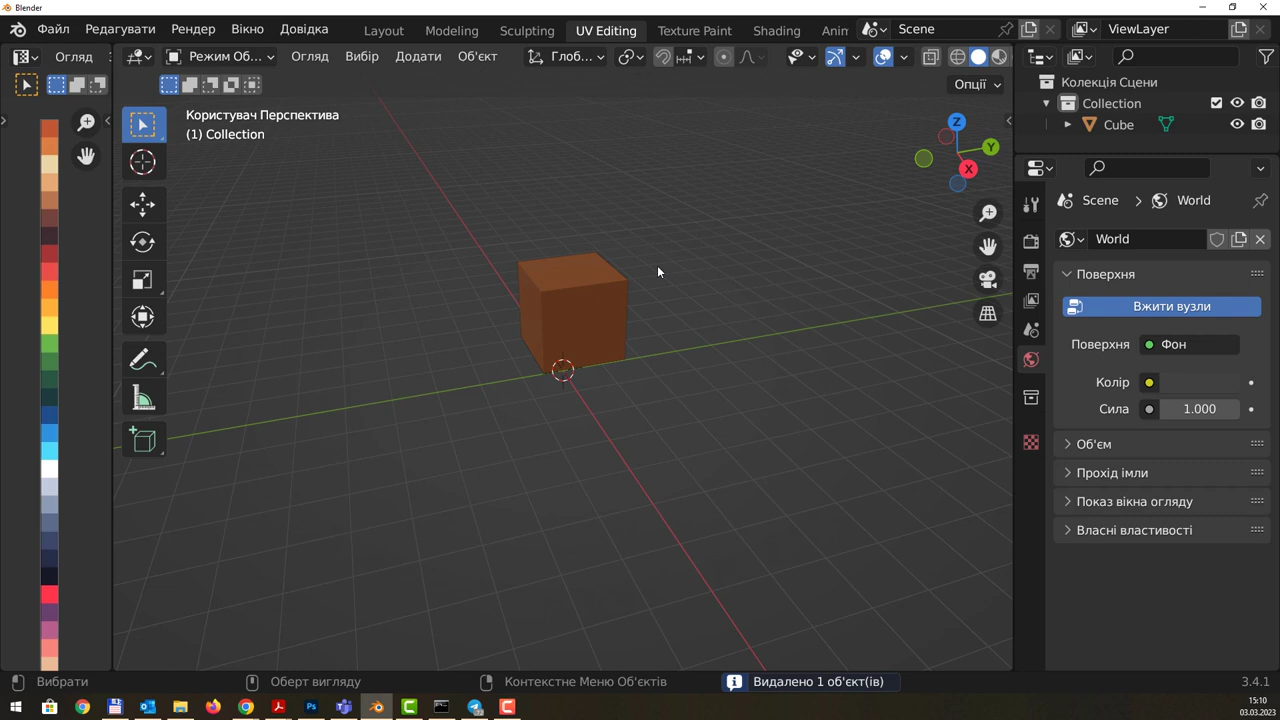 Blender
Файл Редагувати Рендер Вікно Довідка Layout Modeling Sculpting UV Editing Texture Paint Shading Anim Scene ViewLayer
Огляд Режим Об... Огляд Вибір Додати Об'єкт Глоб...
Опції
Користувач Перспектива
(1) Collection
Z
Y
X
Колекція Сцени
Collection
Cube
Scene > World
World
Поверхня
Вжити вузли
Поверхня Фон
Колір
Сила 1.000
Об'єм
Прохід імли
Показ вікна огляду
Власні властивості
Вибрати Оберт вигляду Контекстне Меню Об'єктів Видалено 1 об'єкт(ів) 3.4.1
15:10
03.03.2023